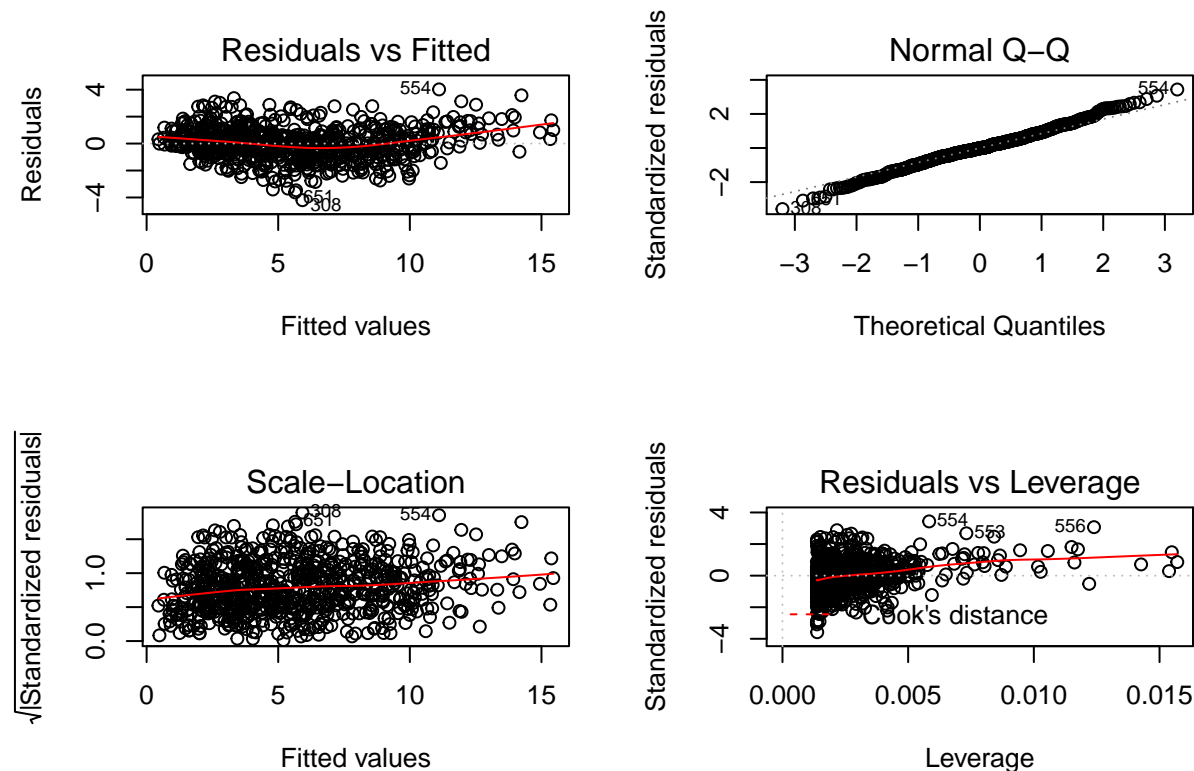 Residuals vs Fitted
Residuals
4
0
−4
554
651
308
0 5 10 15
Fitted values
Normal Q−Q
Standardized residuals
2
−2
554
308
651
−3 −2 −1 0 1 2 3
Theoretical Quantiles
Scale−Location
√|Standardized residuals|
1.0
0.0
308
651
554
0 5 10 15
Fitted values
Residuals vs Leverage
Standardized residuals
4
0
−4
554
553
556
Cook's distance
0.000 0.005 0.010 0.015
Leverage